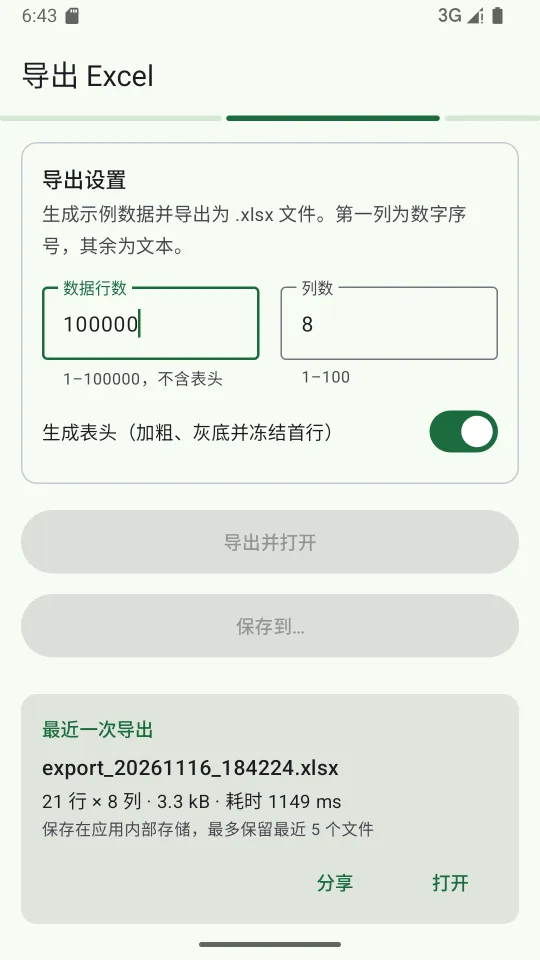 6:43
3G
导出 Excel
导出设置
生成示例数据并导出为 .xlsx 文件。第一列为数字序
号，其余为文本。
数据行数
列数
100000
8
1–100000，不含表头
1–100
生成表头（加粗、灰底并冻结首行）
导出并打开
保存到…
最近一次导出
export_20261116_184224.xlsx
21 行 × 8 列 · 3.3 kB · 耗时 1149 ms
保存在应用内部存储，最多保留最近 5 个文件
分享
打开